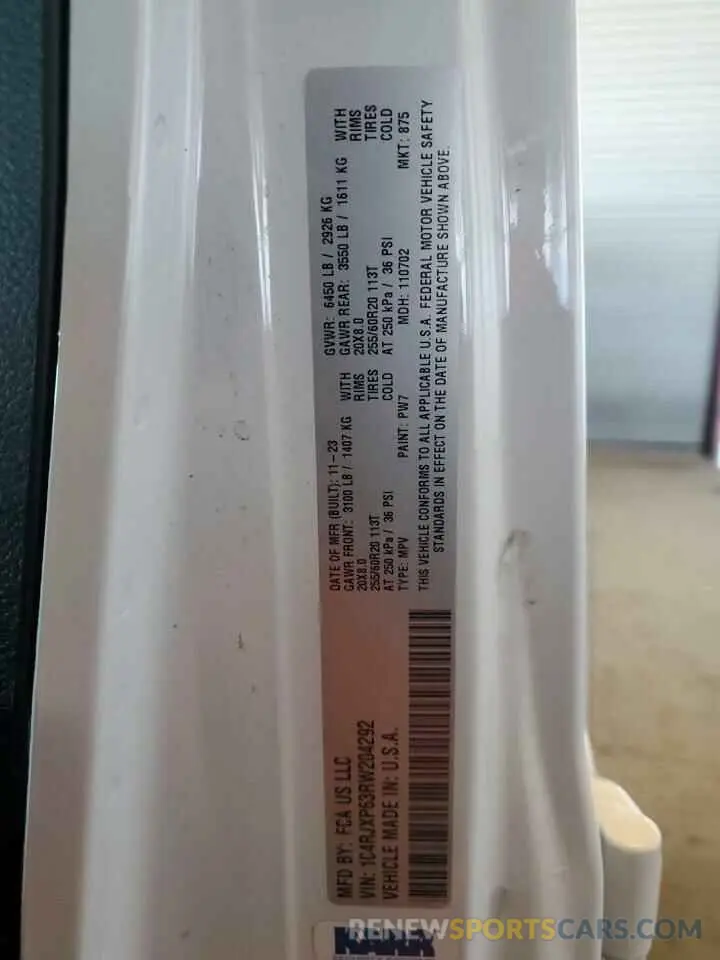 MFD BY: FCA US LLC
VIN: 1C4RJXP63RW204292
VEHICLE MADE IN: U.S.A.
DATE OF MFR (BUILT): 11-23 GVWR: 6450 LB / 2926 KG
GAWR FRONT: 3100 LB / 1407 KG WITH GAWR REAR: 3550 LB / 1611 KG WITH
20X8.0 RIMS 20X8.0 RIMS
255/60R20 113T TIRES 255/60R20 113T TIRES
AT 250 kPa / 36 PSI COLD AT 250 kPa / 36 PSI COLD
TYPE: MPV PAINT: PW7 MDH: 110702 MKT: 875
THIS VEHICLE CONFORMS TO ALL APPLICABLE U.S.A. FEDERAL MOTOR VEHICLE SAFETY
STANDARDS IN EFFECT ON THE DATE OF MANUFACTURE SHOWN ABOVE.
RENEWSPORTSCARS.COM